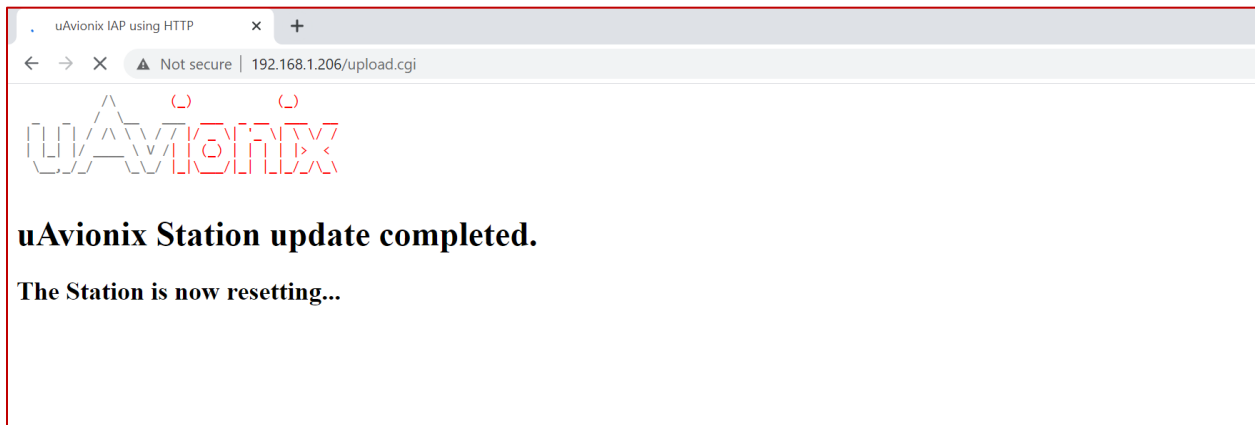 uAvionix IAP using HTTP
Not secure | 192.168.1.206/upload.cgi
uAvionix
uAvionix Station update completed.
The Station is now resetting...